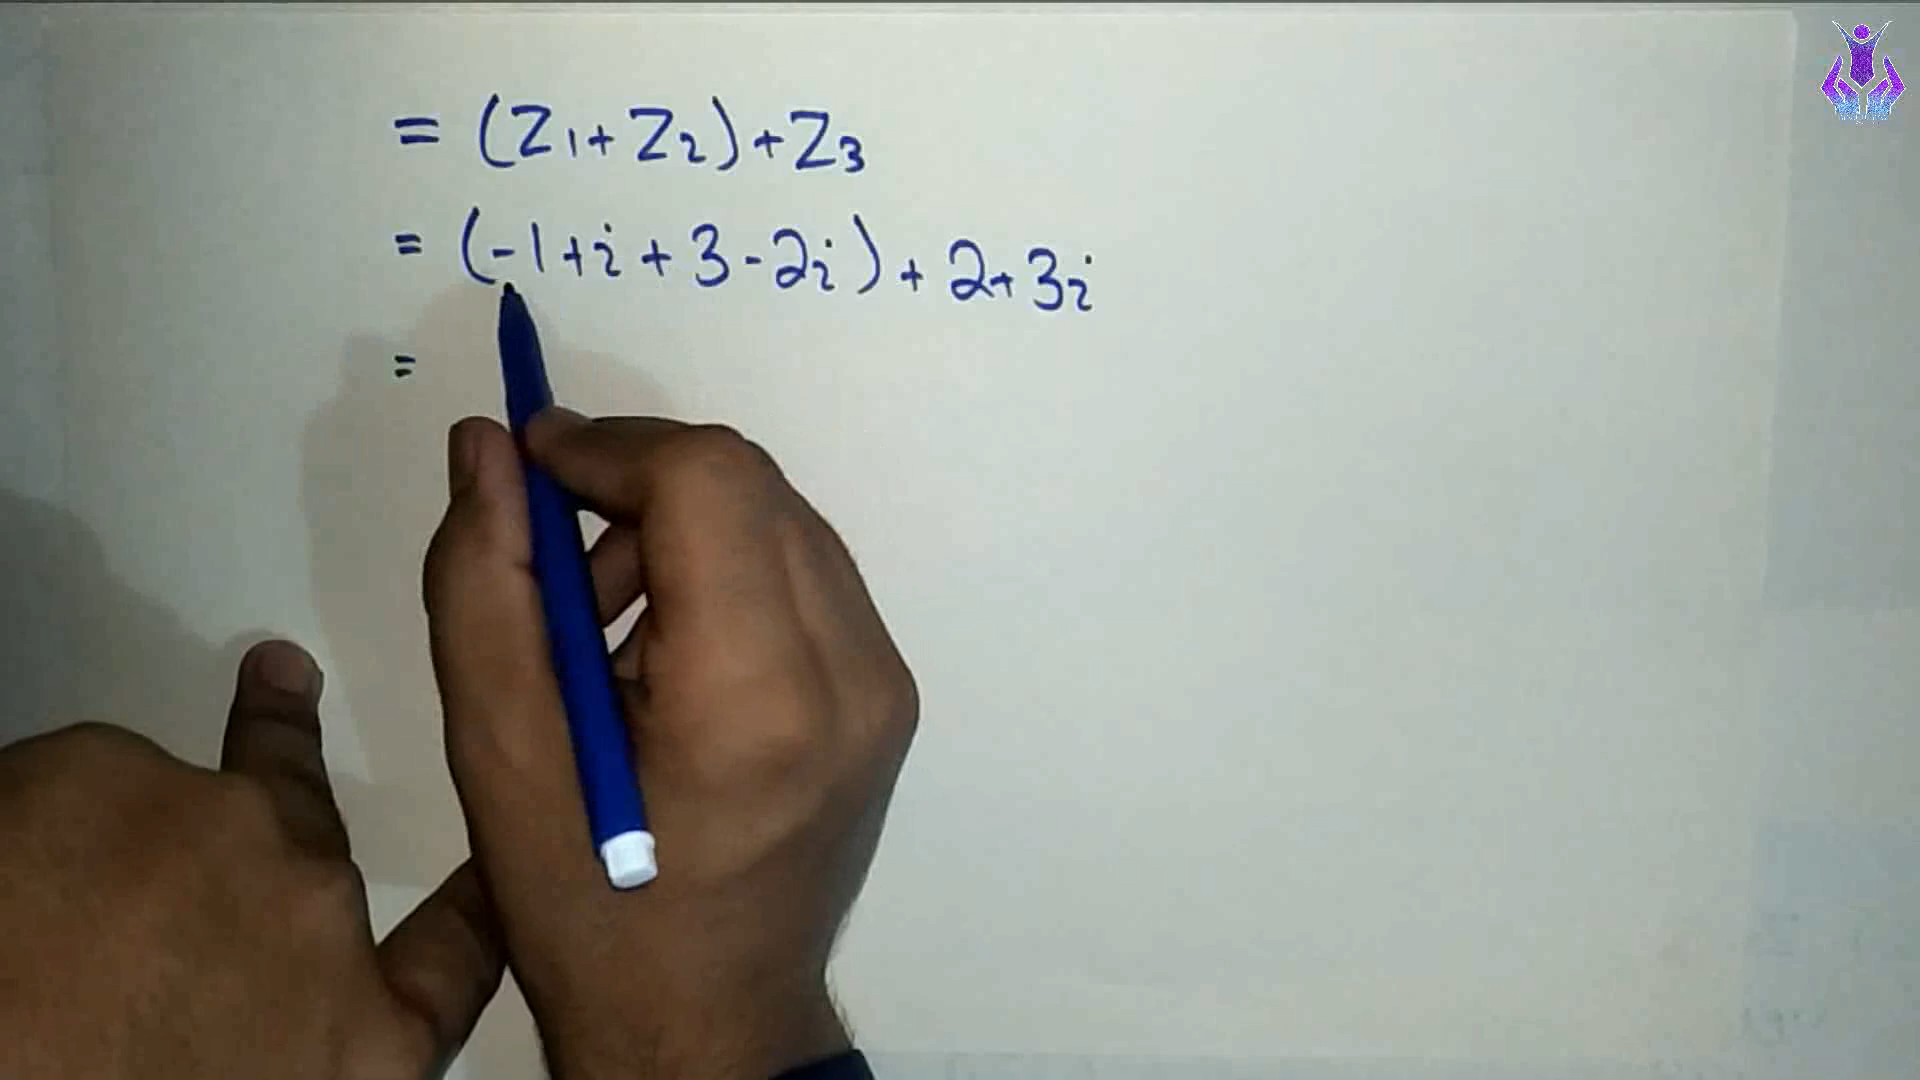 = (Z1 + Z2) + Z3
= (-1 + i + 3 - 2i) + 2 + 3i
=